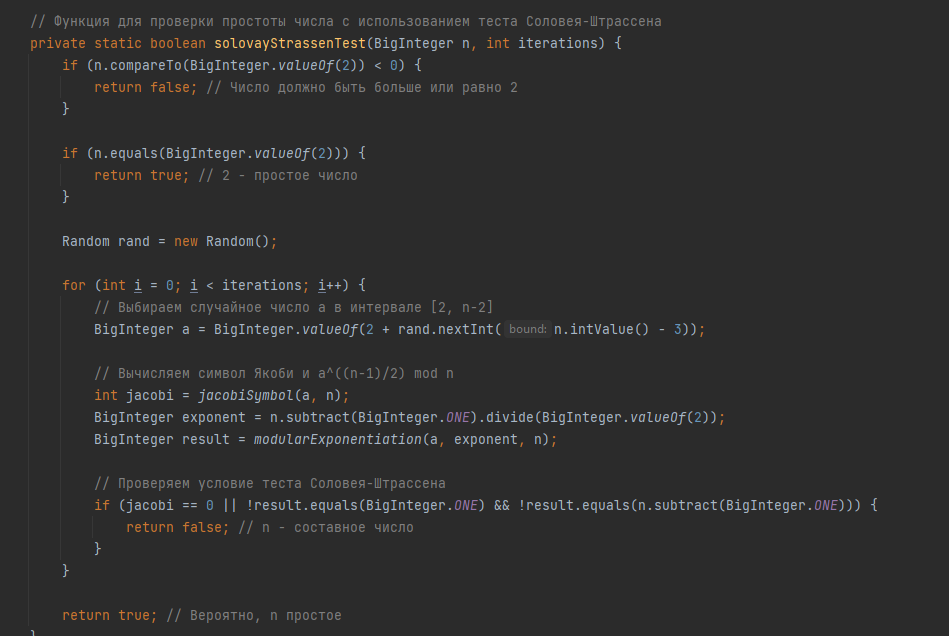 // Функция для проверки простоты числа с использованием теста Соловея-Штрассена
private static boolean solovayStrassenTest(BigInteger n, int iterations) {
if (n.compareTo(BigInteger.valueOf(2)) < 0) {
return false; // Число должно быть больше или равно 2
}
if (n.equals(BigInteger.valueOf(2))) {
return true; // 2 - простое число
}
Random rand = new Random();
for (int i = 0; i < iterations; i++) {
// Выбираем случайное число a в интервале [2, n-2]
BigInteger a = BigInteger.valueOf(2 + rand.nextInt( bound: n.intValue() - 3));
// Вычисляем символ Якоби и a^((n-1)/2) mod n
int jacobi = jacobiSymbol(a, n);
BigInteger exponent = n.subtract(BigInteger.ONE).divide(BigInteger.valueOf(2));
BigInteger result = modularExponentiation(a, exponent, n);
// Проверяем условие теста Соловея-Штрассена
if (jacobi == 0 || !result.equals(BigInteger.ONE) && !result.equals(n.subtract(BigInteger.ONE))) {
return false; // n - составное число
}
}
return true; // Вероятно, n простое
}